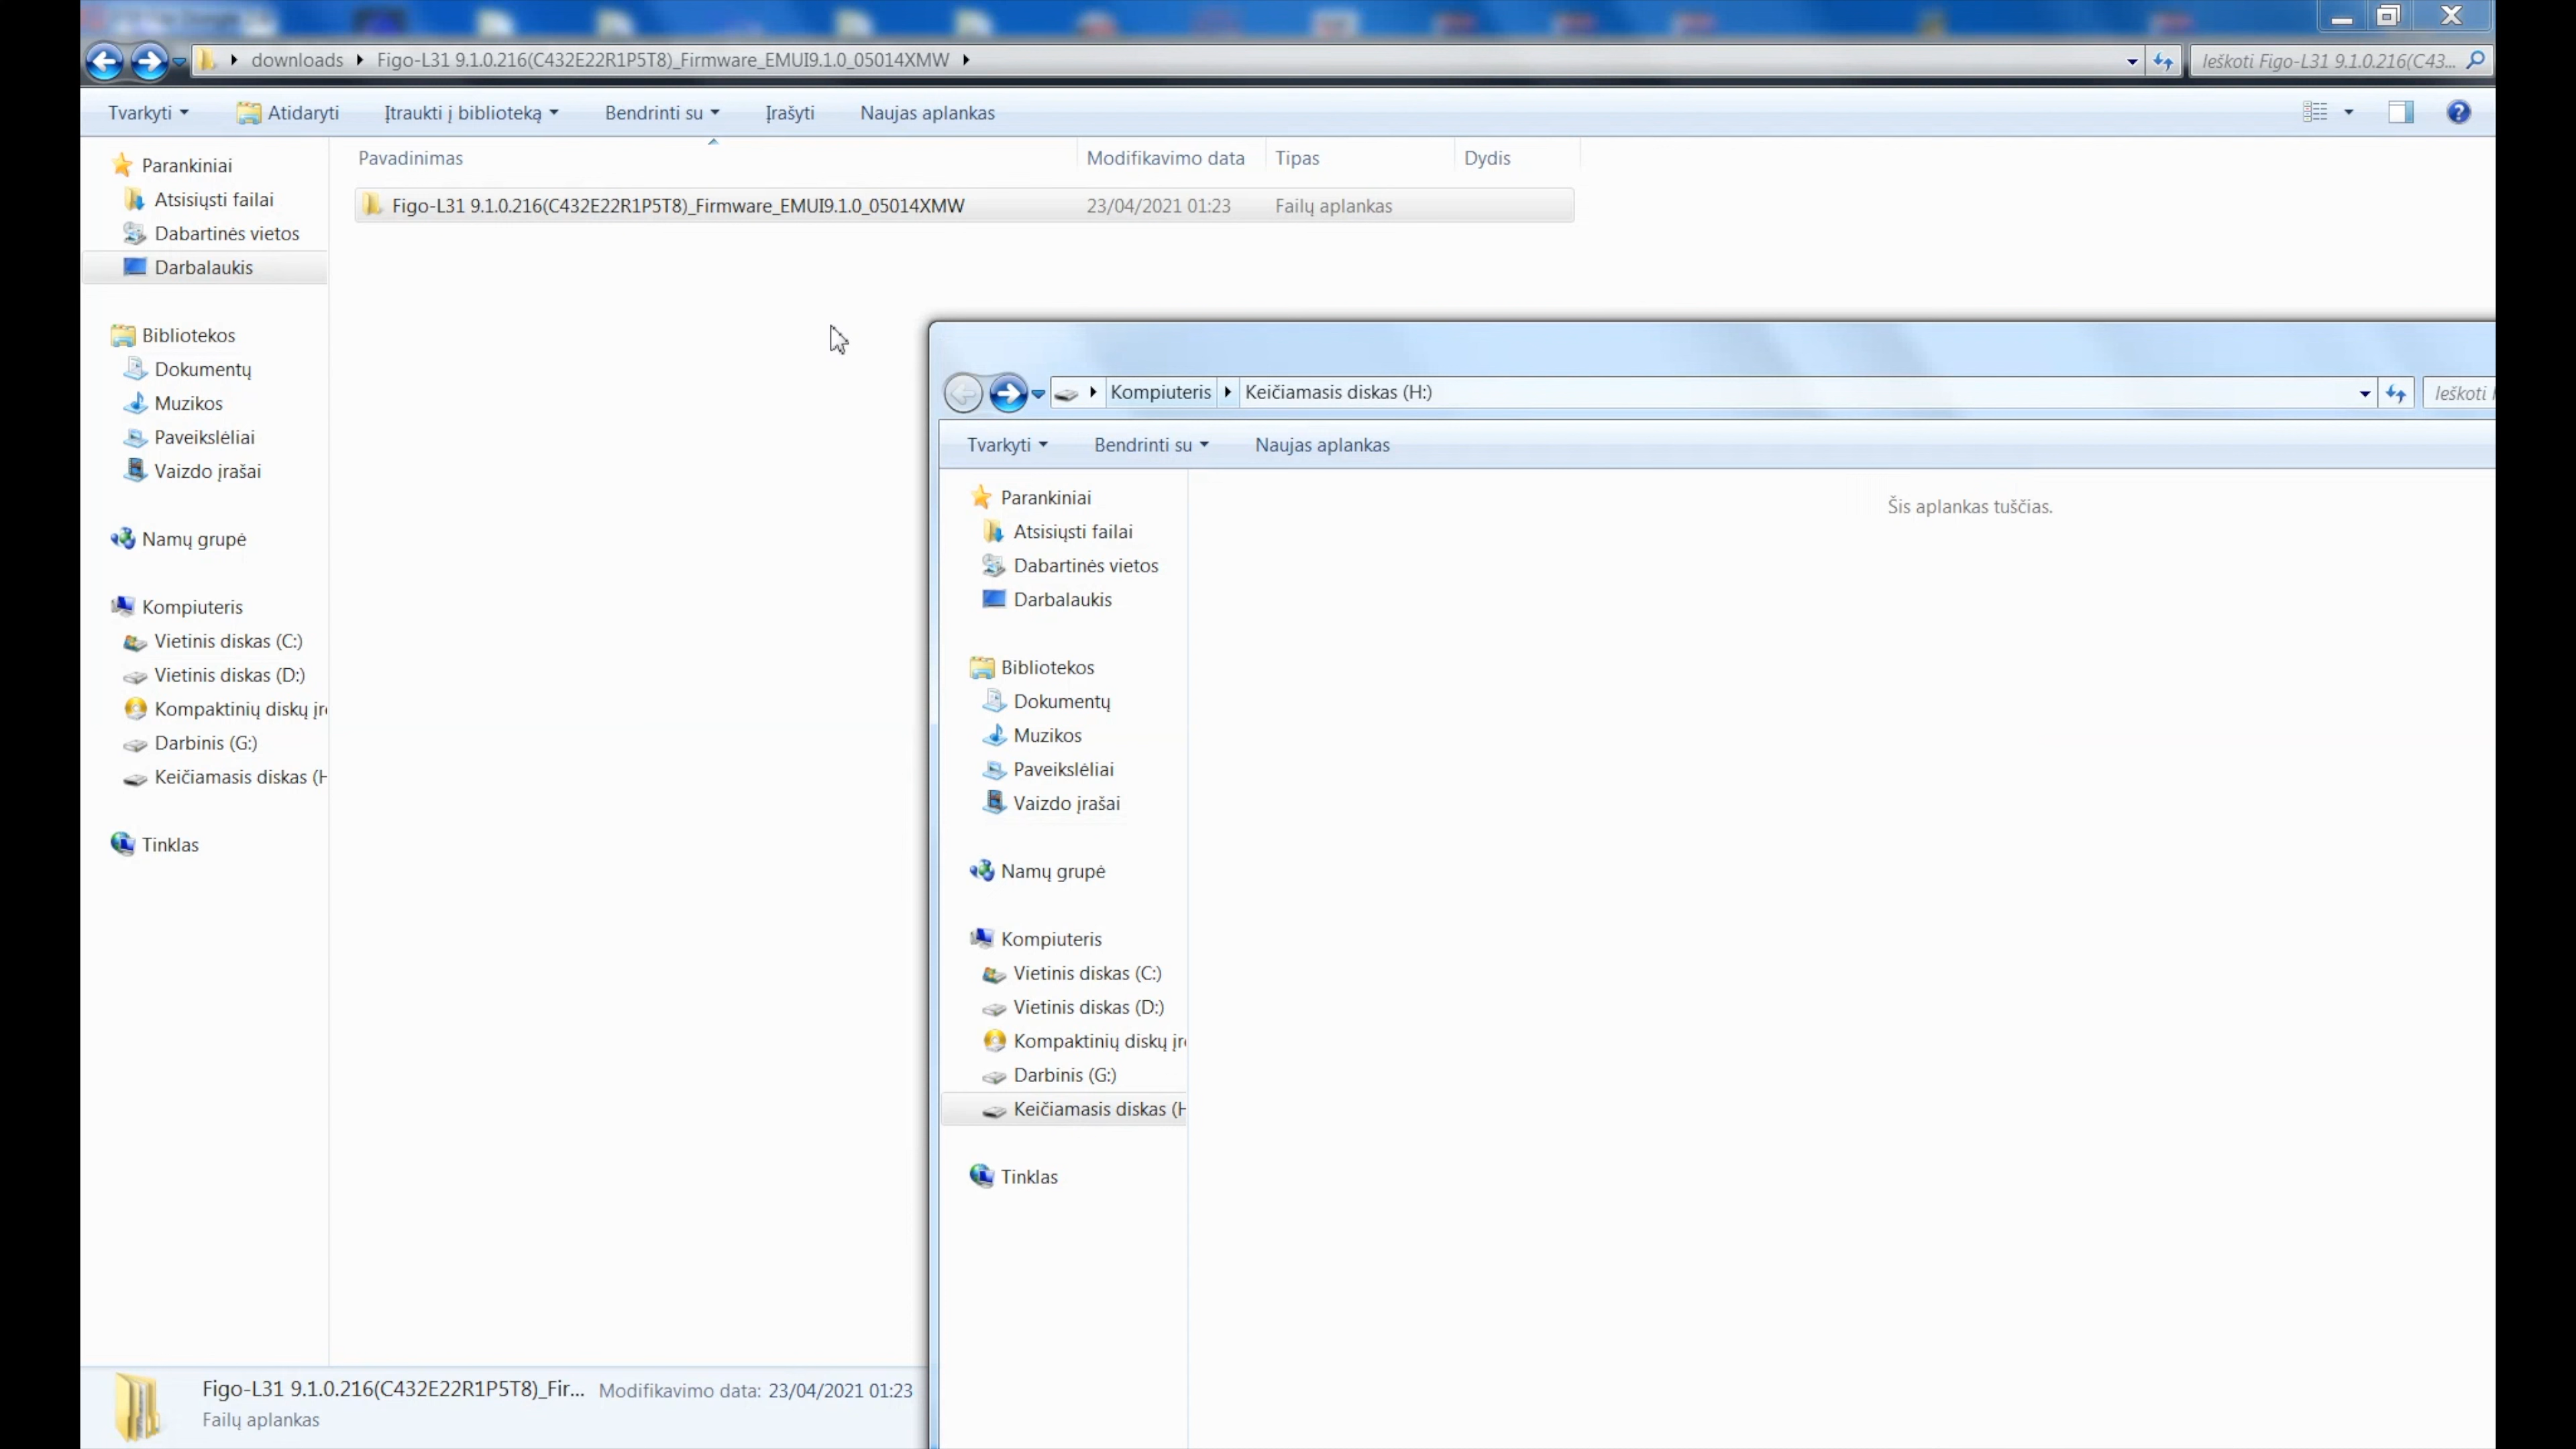 downloads Figo-L31 9.1.0.216(C432E22R1P5T8)_Firmware_EMUI9.1.0_05014XMW
Ieškoti Figo-L31 9.1.0.216(C43...
Tvarkyti Atidaryti Įtraukti į biblioteką Bendrinti su Įrašyti Naujas aplankas
Pavadinimas Modifikavimo data Tipas Dydis
Figo-L31 9.1.0.216(C432E22R1P5T8)_Firmware_EMUI9.1.0_05014XMW 23/04/2021 01:23 Failų aplankas
Parankiniai
Atsisiųsti failai
Dabartinės vietos
Darbalaukis
Bibliotekos
Dokumentų
Muzikos
Paveikslėliai
Vaizdo įrašai
Namų grupė
Kompiuteris
Vietinis diskas (C:)
Vietinis diskas (D:)
Kompaktinių diskų įr
Darbinis (G:)
Keičiamasis diskas (H
Tinklas
Figo-L31 9.1.0.216(C432E22R1P5T8)_Fir... Modifikavimo data: 23/04/2021 01:23
Failų aplankas
Kompiuteris Keičiamasis diskas (H:)
Ieškoti
Tvarkyti Bendrinti su Naujas aplankas
Šis aplankas tuščias.
Parankiniai
Atsisiųsti failai
Dabartinės vietos
Darbalaukis
Bibliotekos
Dokumentų
Muzikos
Paveikslėliai
Vaizdo įrašai
Namų grupė
Kompiuteris
Vietinis diskas (C:)
Vietinis diskas (D:)
Kompaktinių diskų įr
Darbinis (G:)
Keičiamasis diskas (H
Tinklas